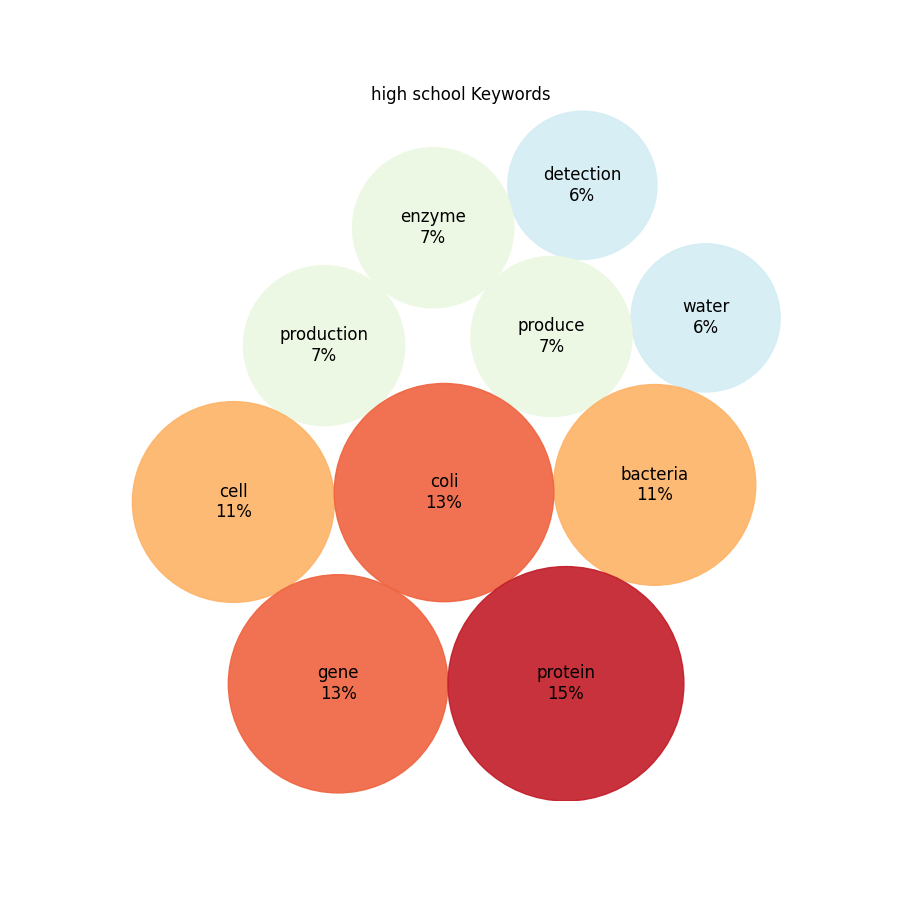 high school Keywords
detection
6%
enzyme
7%
water
6%
produce
7%
production
7%
bacteria
11%
coli
13%
cell
11%
gene
13%
protein
15%